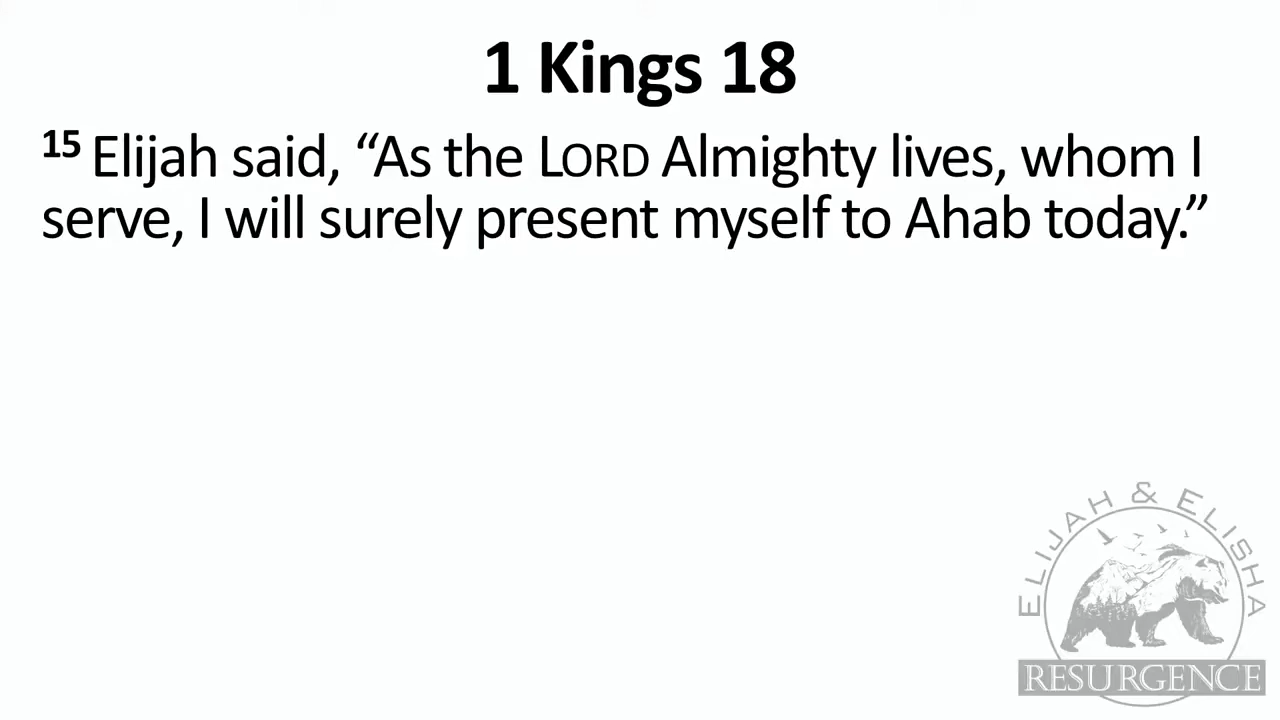 1 Kings 18
15 Elijah said, “As the LORD Almighty lives, whom I
serve, I will surely present myself to Ahab today.”
ELIJAH & ELISHA
RESURGENCE